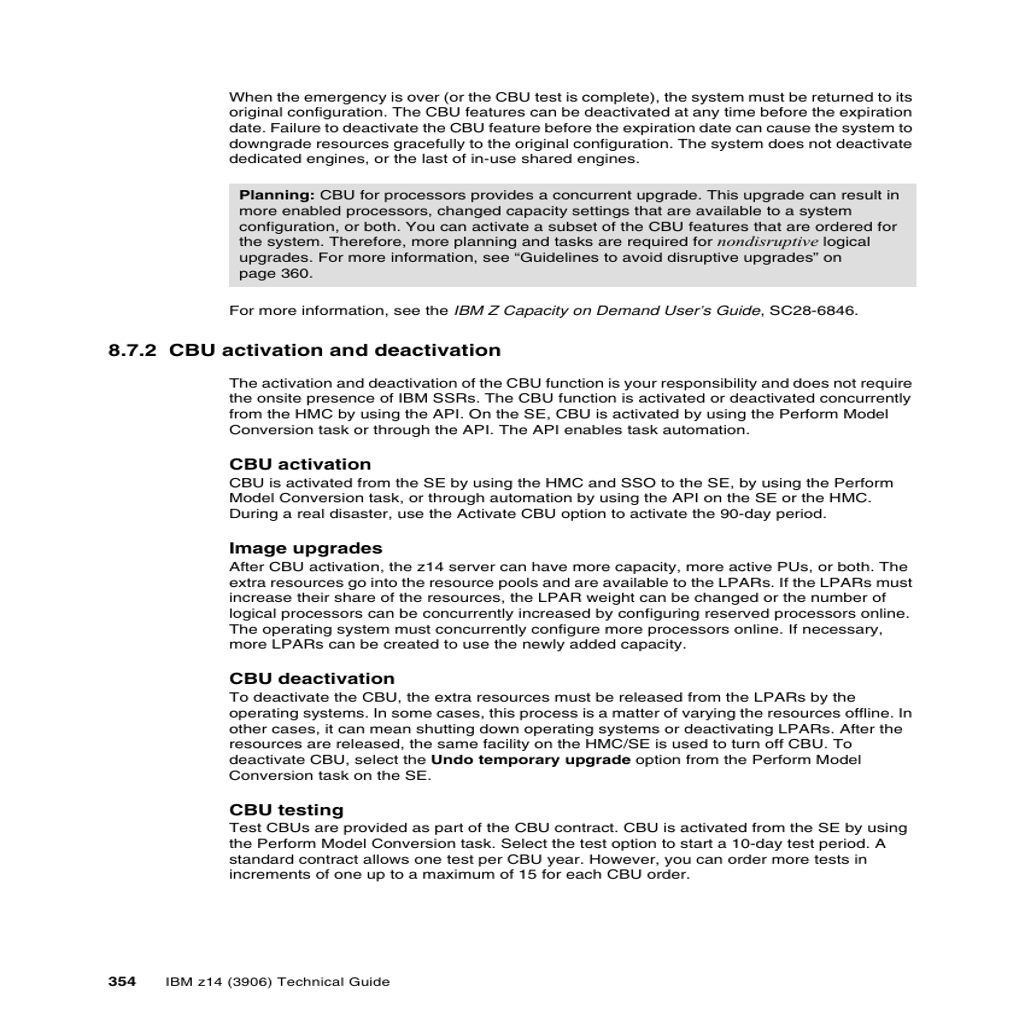 When the emergency is over (or the CBU test is complete), the system must be returned to its
original configuration. The CBU features can be deactivated at any time before the expiration
date. Failure to deactivate the CBU feature before the expiration date can cause the system to
downgrade resources gracefully to the original configuration. The system does not deactivate
dedicated engines, or the last of in-use shared engines.
Planning: CBU for processors provides a concurrent upgrade. This upgrade can result in
more enabled processors, changed capacity settings that are available to a system
configuration, or both. You can activate a subset of the CBU features that are ordered for
the system. Therefore, more planning and tasks are required for nondisruptive logical
upgrades. For more information, see “Guidelines to avoid disruptive upgrades” on
page 360.
For more information, see the IBM Z Capacity on Demand User’s Guide, SC28-6846.
8.7.2 CBU activation and deactivation
The activation and deactivation of the CBU function is your responsibility and does not require
the onsite presence of IBM SSRs. The CBU function is activated or deactivated concurrently
from the HMC by using the API. On the SE, CBU is activated by using the Perform Model
Conversion task or through the API. The API enables task automation.
CBU activation
CBU is activated from the SE by using the HMC and SSO to the SE, by using the Perform
Model Conversion task, or through automation by using the API on the SE or the HMC.
During a real disaster, use the Activate CBU option to activate the 90-day period.
Image upgrades
After CBU activation, the z14 server can have more capacity, more active PUs, or both. The
extra resources go into the resource pools and are available to the LPARs. If the LPARs must
increase their share of the resources, the LPAR weight can be changed or the number of
logical processors can be concurrently increased by configuring reserved processors online.
The operating system must concurrently configure more processors online. If necessary,
more LPARs can be created to use the newly added capacity.
CBU deactivation
To deactivate the CBU, the extra resources must be released from the LPARs by the
operating systems. In some cases, this process is a matter of varying the resources offline. In
other cases, it can mean shutting down operating systems or deactivating LPARs. After the
resources are released, the same facility on the HMC/SE is used to turn off CBU. To
deactivate CBU, select the Undo temporary upgrade option from the Perform Model
Conversion task on the SE.
CBU testing
Test CBUs are provided as part of the CBU contract. CBU is activated from the SE by using
the Perform Model Conversion task. Select the test option to start a 10-day test period. A
standard contract allows one test per CBU year. However, you can order more tests in
increments of one up to a maximum of 15 for each CBU order.
354 IBM z14 (3906) Technical Guide